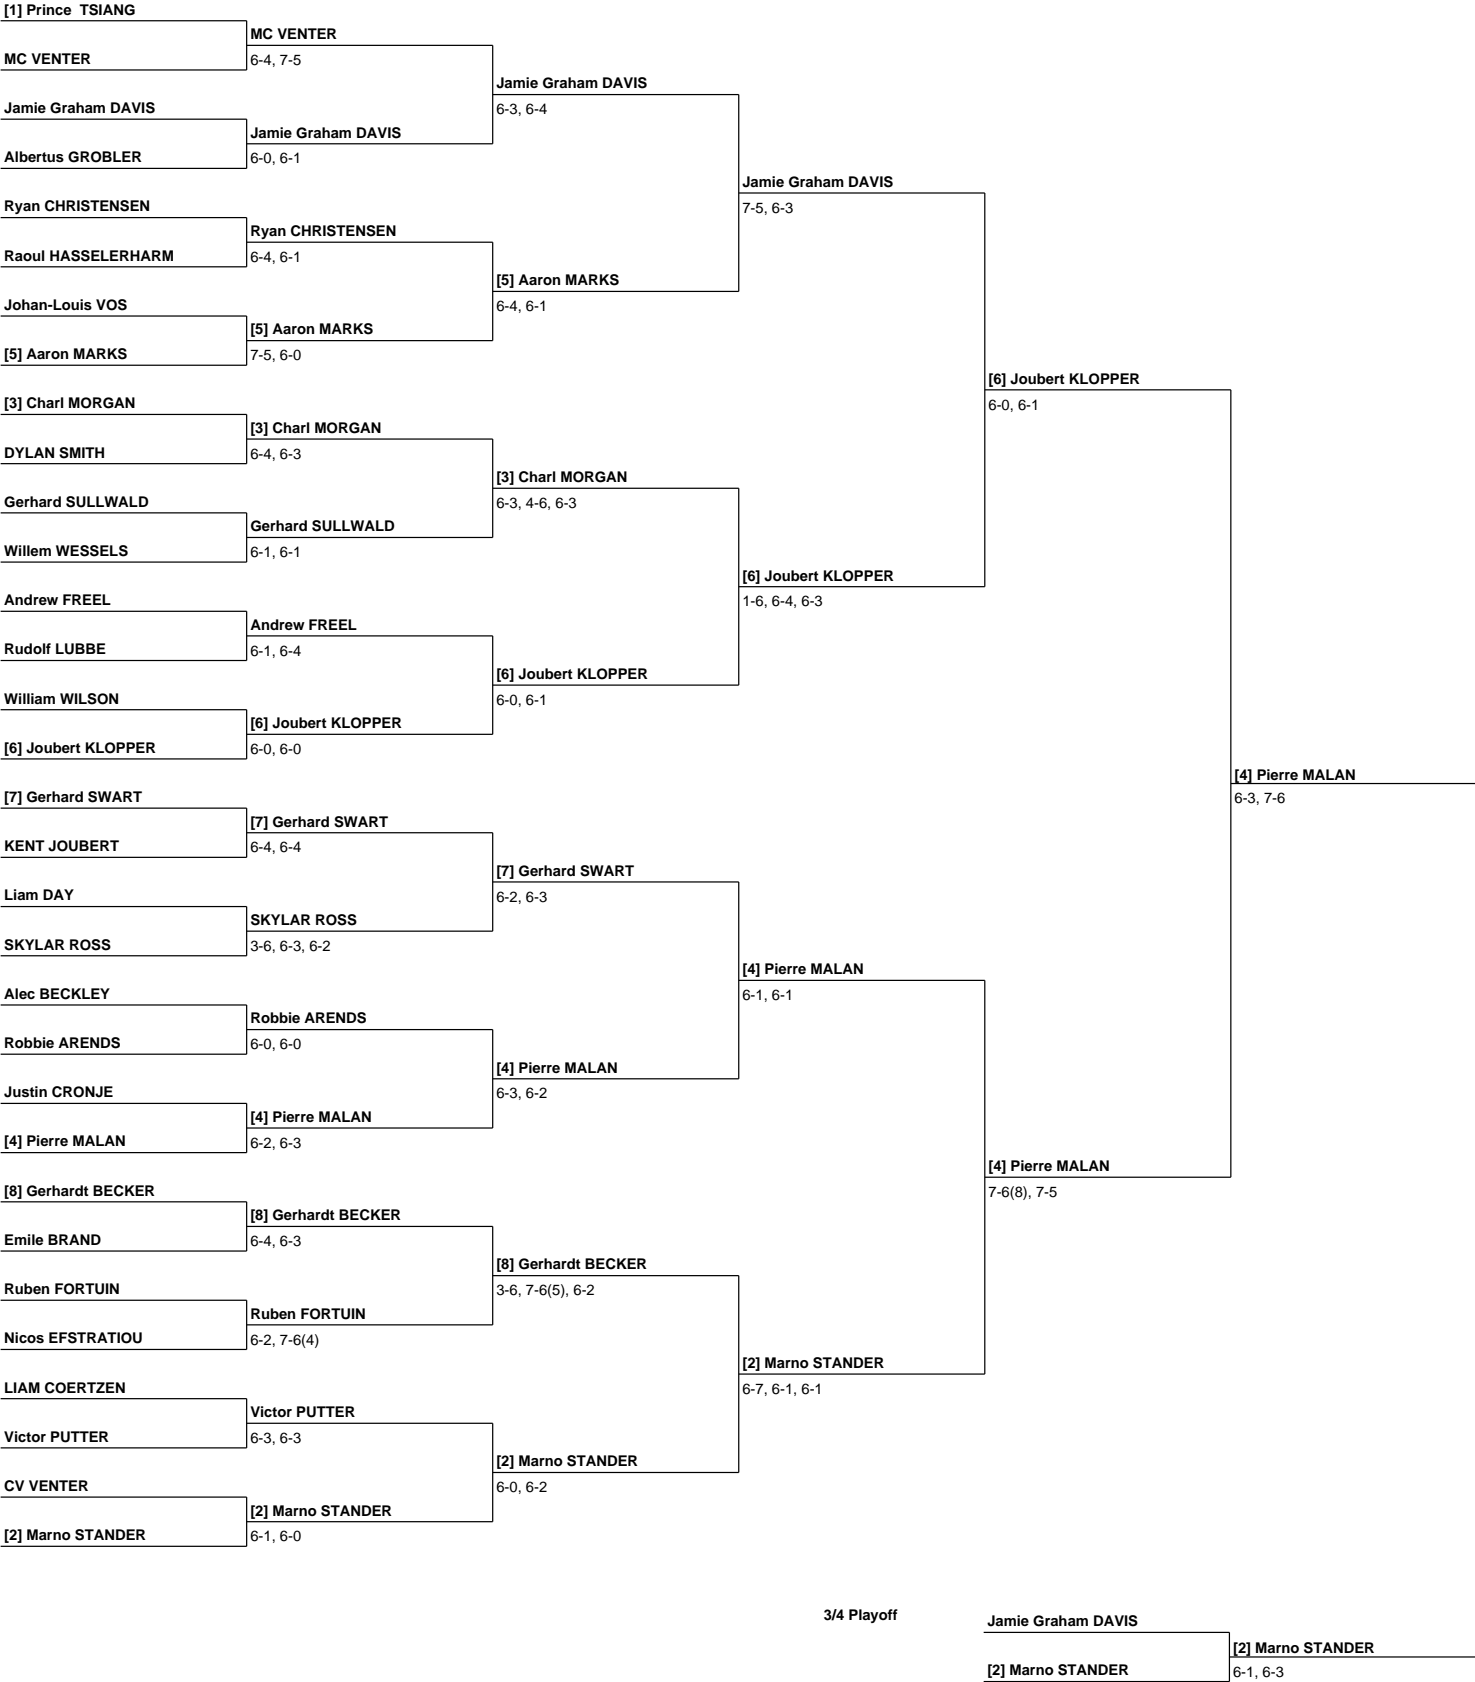 [1] Prince  TSIANG
MC VENTER
MC VENTER
6-4, 7-5
Jamie Graham DAVIS
6-3, 6-4
Jamie Graham DAVIS
Jamie Graham DAVIS
Albertus GROBLER
6-0, 6-1
Jamie Graham DAVIS
7-5, 6-3
Ryan CHRISTENSEN
Ryan CHRISTENSEN
Raoul HASSELERHARM
6-4, 6-1
[5] Aaron MARKS
6-4, 6-1
Johan-Louis VOS
[5] Aaron MARKS
[5] Aaron MARKS
7-5, 6-0
[6] Joubert KLOPPER
6-0, 6-1
[3] Charl MORGAN
[3] Charl MORGAN
DYLAN SMITH
6-4, 6-3
[3] Charl MORGAN
6-3, 4-6, 6-3
Gerhard SULLWALD
Gerhard SULLWALD
Willem WESSELS
6-1, 6-1
[6] Joubert KLOPPER
1-6, 6-4, 6-3
Andrew FREEL
Andrew FREEL
Rudolf LUBBE
6-1, 6-4
[6] Joubert KLOPPER
6-0, 6-1
William WILSON
[6] Joubert KLOPPER
[6] Joubert KLOPPER
6-0, 6-0
[4] Pierre MALAN
6-3, 7-6
[7] Gerhard SWART
[7] Gerhard SWART
KENT JOUBERT
6-4, 6-4
[7] Gerhard SWART
6-2, 6-3
Liam DAY
SKYLAR ROSS
SKYLAR ROSS
3-6, 6-3, 6-2
[4] Pierre MALAN
6-1, 6-1
Alec BECKLEY
Robbie ARENDS
Robbie ARENDS
6-0, 6-0
[4] Pierre MALAN
6-3, 6-2
Justin CRONJE
[4] Pierre MALAN
[4] Pierre MALAN
6-2, 6-3
[4] Pierre MALAN
7-6(8), 7-5
[8] Gerhardt BECKER
[8] Gerhardt BECKER
Emile BRAND
6-4, 6-3
[8] Gerhardt BECKER
3-6, 7-6(5), 6-2
Ruben FORTUIN
Ruben FORTUIN
Nicos EFSTRATIOU
6-2, 7-6(4)
[2] Marno STANDER
6-7, 6-1, 6-1
LIAM COERTZEN
Victor PUTTER
Victor PUTTER
6-3, 6-3
[2] Marno STANDER
6-0, 6-2
CV VENTER
[2] Marno STANDER
[2] Marno STANDER
6-1, 6-0
3/4 Playoff
Jamie Graham DAVIS
[2] Marno STANDER
[2] Marno STANDER
6-1, 6-3